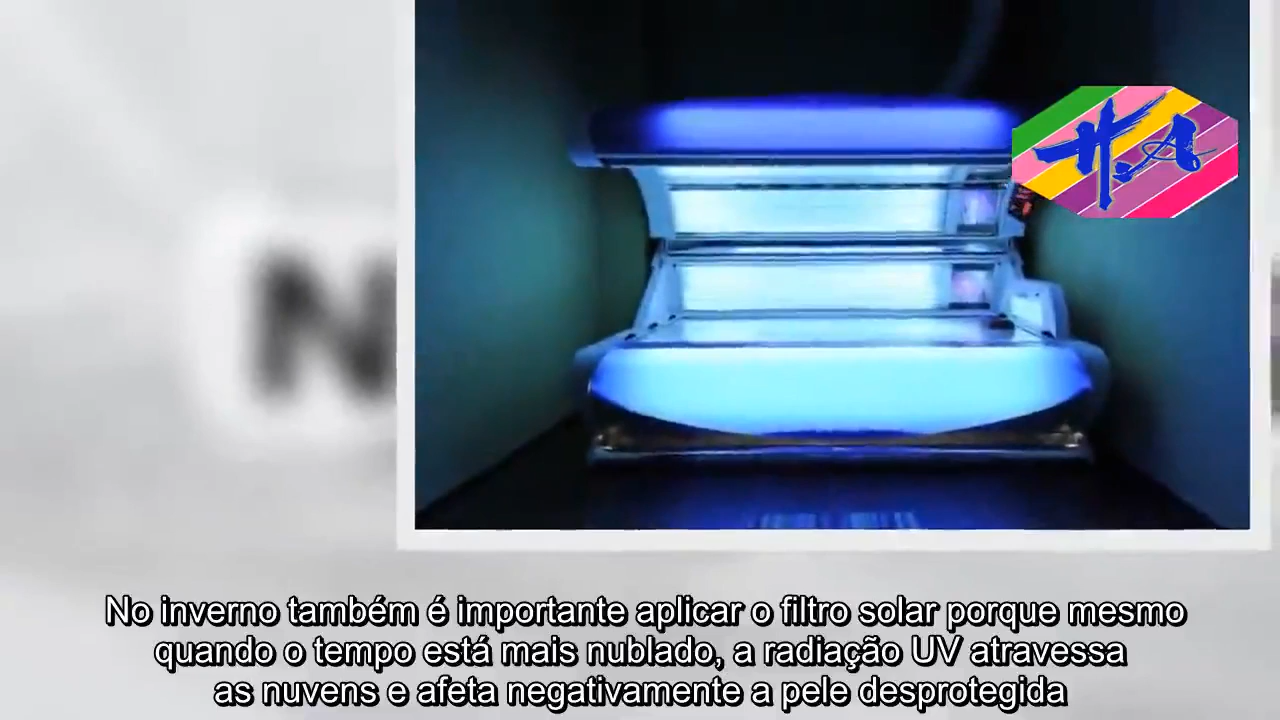 H.A
N
No inverno também é importante aplicar o filtro solar porque mesmo
quando o tempo está mais nublado, a radiação UV atravessa
as nuvens e afeta negativamente a pele desprotegida